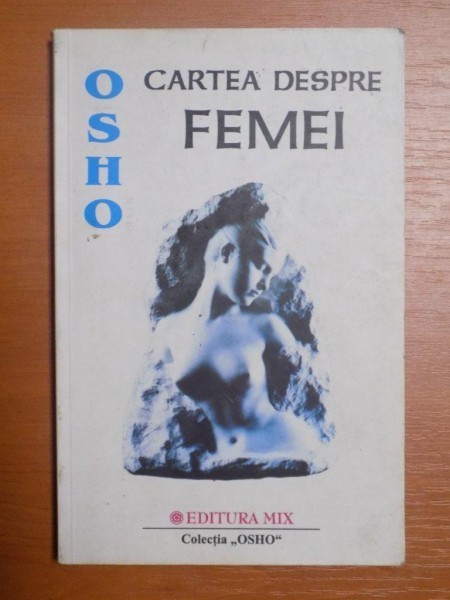 OSHO
CARTEA DESPRE
FEMEI
EDITURA MIX
Colecția „OSHO“